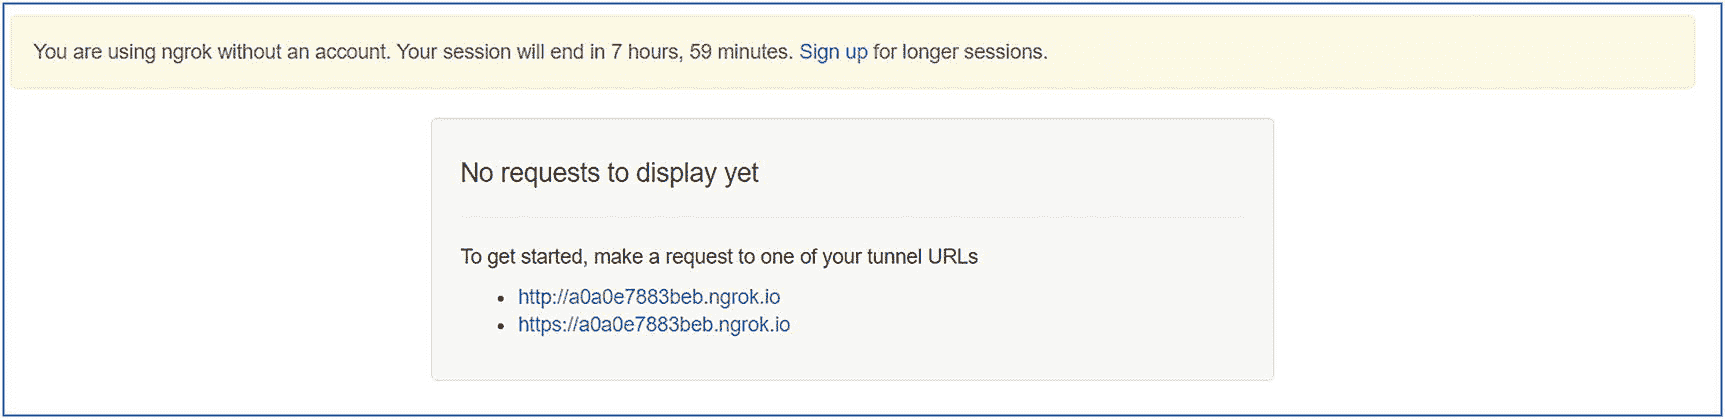 You are using ngrok without an account. Your session will end in 7 hours, 59 minutes. Sign up for longer sessions.
No requests to display yet
To get started, make a request to one of your tunnel URLs
http://a0a0e7883beb.ngrok.io
https://a0a0e7883beb.ngrok.io